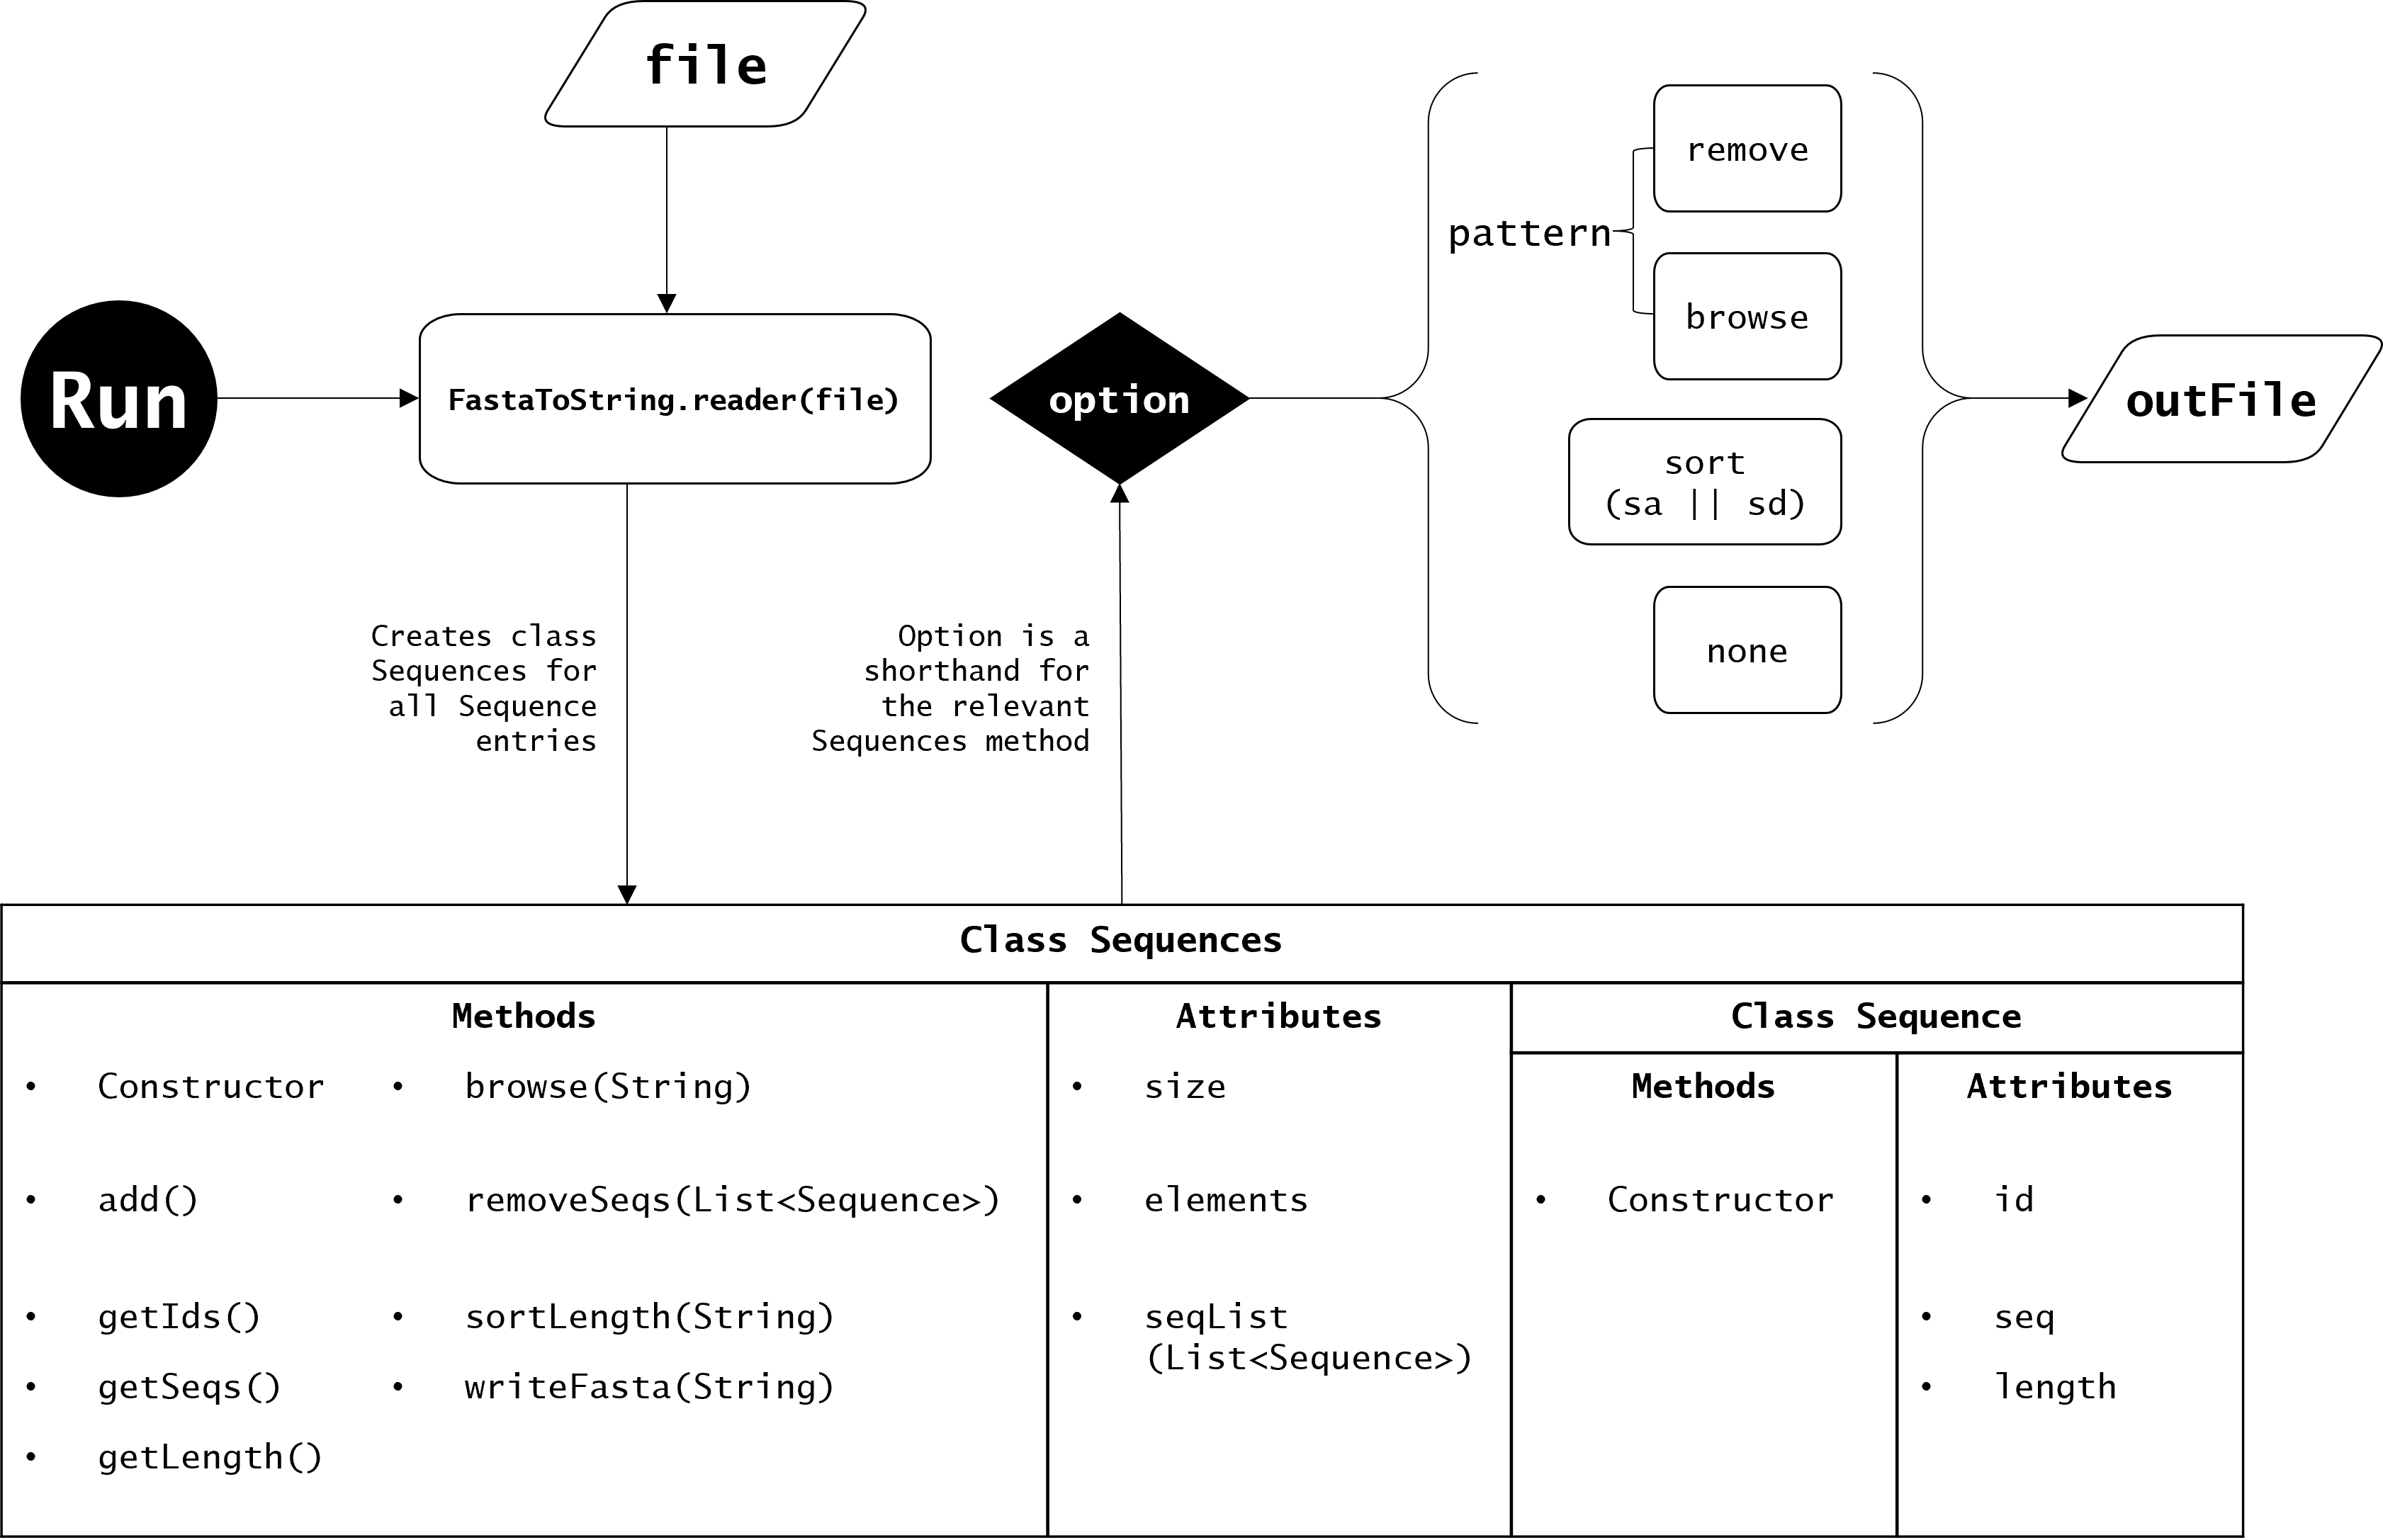 file
remove
pattern
browse
Run
FastaToString.reader(file)
option
outFile
sort
(sa || sd)
none
Creates class
Sequences for
all Sequence
entries
Option is a
shorthand for
the relevant
Sequences method
Class Sequences
Methods
• Constructor
• add()
• getIds()
• getSeqs()
• getLength()
• browse(String)
• removeSeqs(List<Sequence>)
• sortLength(String)
• writeFasta(String)
Attributes
• size
• elements
• seqList
(List<Sequence>)
Class Sequence
Methods
• Constructor
Attributes
• id
• seq
• length